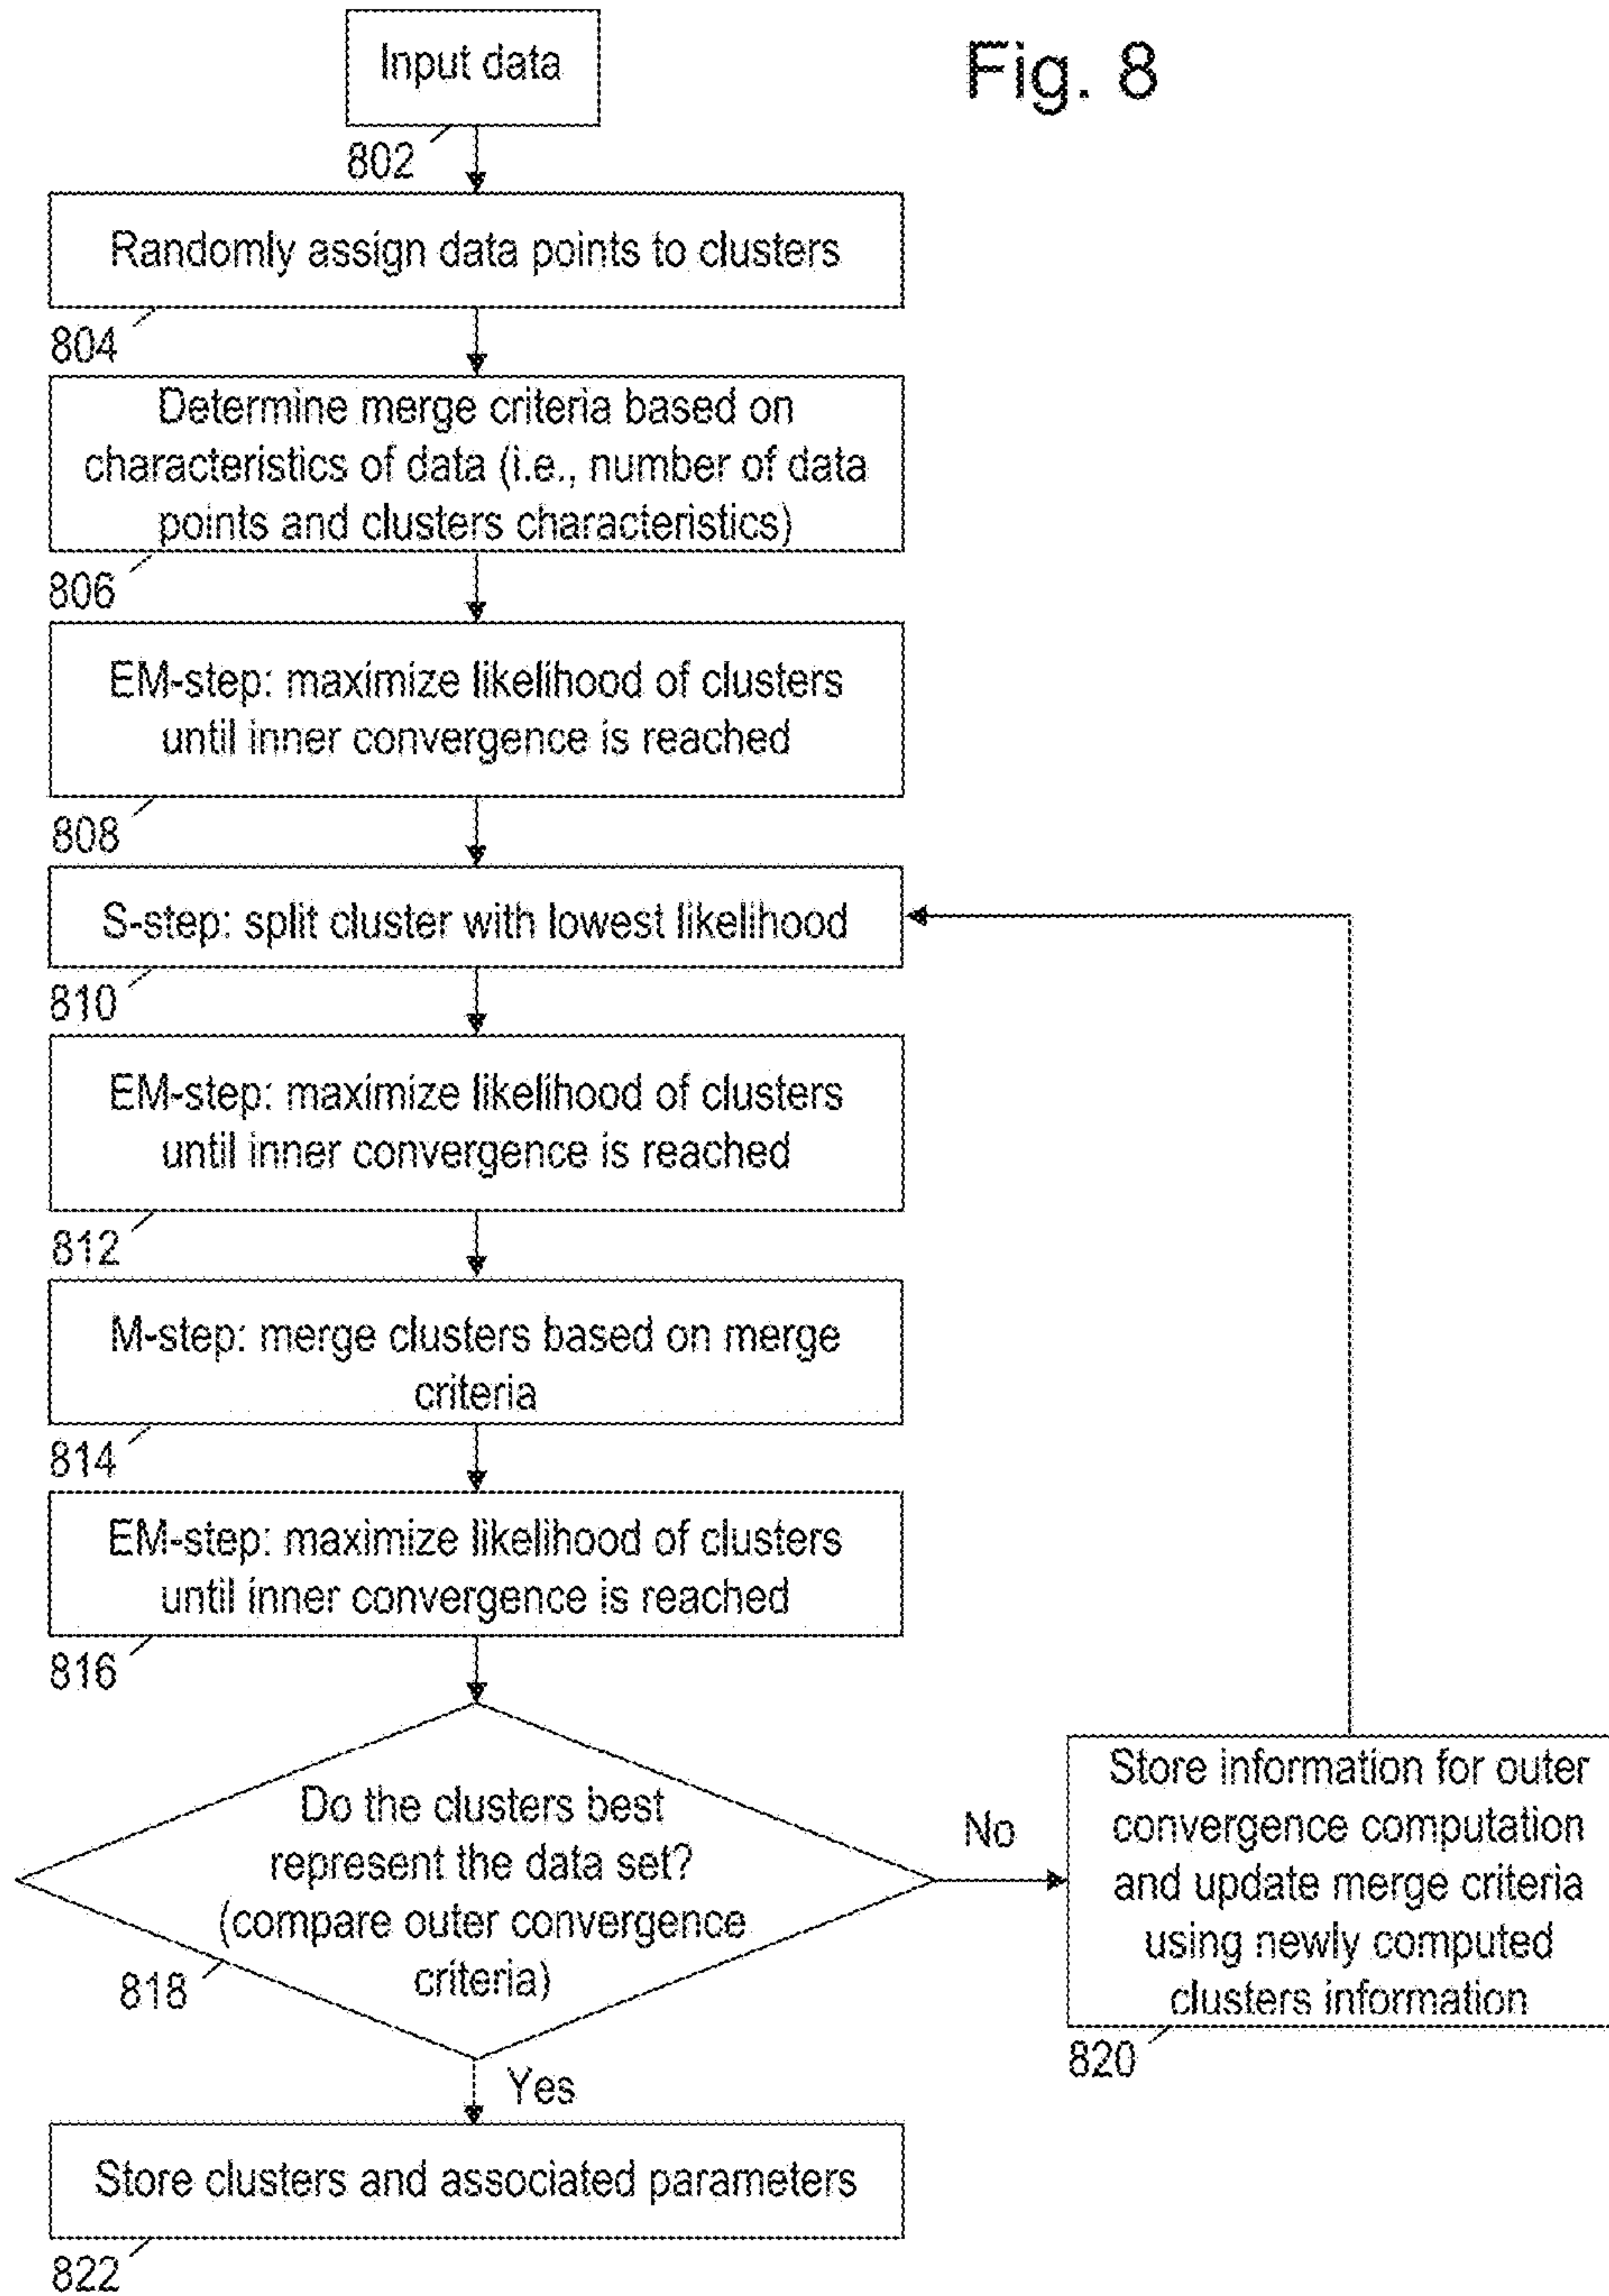 Fig. 8
Input data
802
Randomly assign data points to clusters
804
Determine merge criteria based on
characteristics of data (i.e., number of data
points and clusters characteristics)
806
EM-step: maximize likelihood of clusters
until inner convergence is reached
808
S-step: split cluster with lowest likelihood
810
EM-step: maximize likelihood of clusters
until inner convergence is reached
812
M-step: merge clusters based on merge
criteria
814
EM-step: maximize likelihood of clusters
until inner convergence is reached
816
Do the clusters best
represent the data set?
(compare outer convergence
criteria)
818
No
Store information for outer
convergence computation
and update merge criteria
using newly computed
clusters information
820
Yes
Store clusters and associated parameters
822